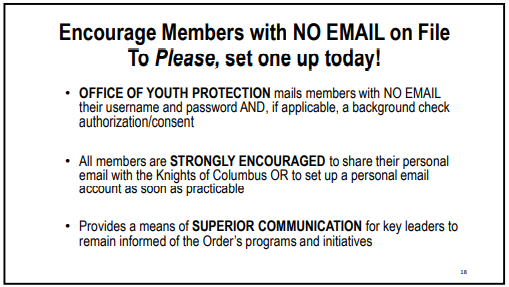 Encourage Members with NO EMAIL on File
To Please, set one up today!
• OFFICE OF YOUTH PROTECTION mails members with NO EMAIL
their username and password AND, if applicable, a background check
authorization/consent
• All members are STRONGLY ENCOURAGED to share their personal
email with the Knights of Columbus OR to set up a personal email
account as soon as practicable
• Provides a means of SUPERIOR COMMUNICATION for key leaders to
remain informed of the Order's programs and initiatives
18